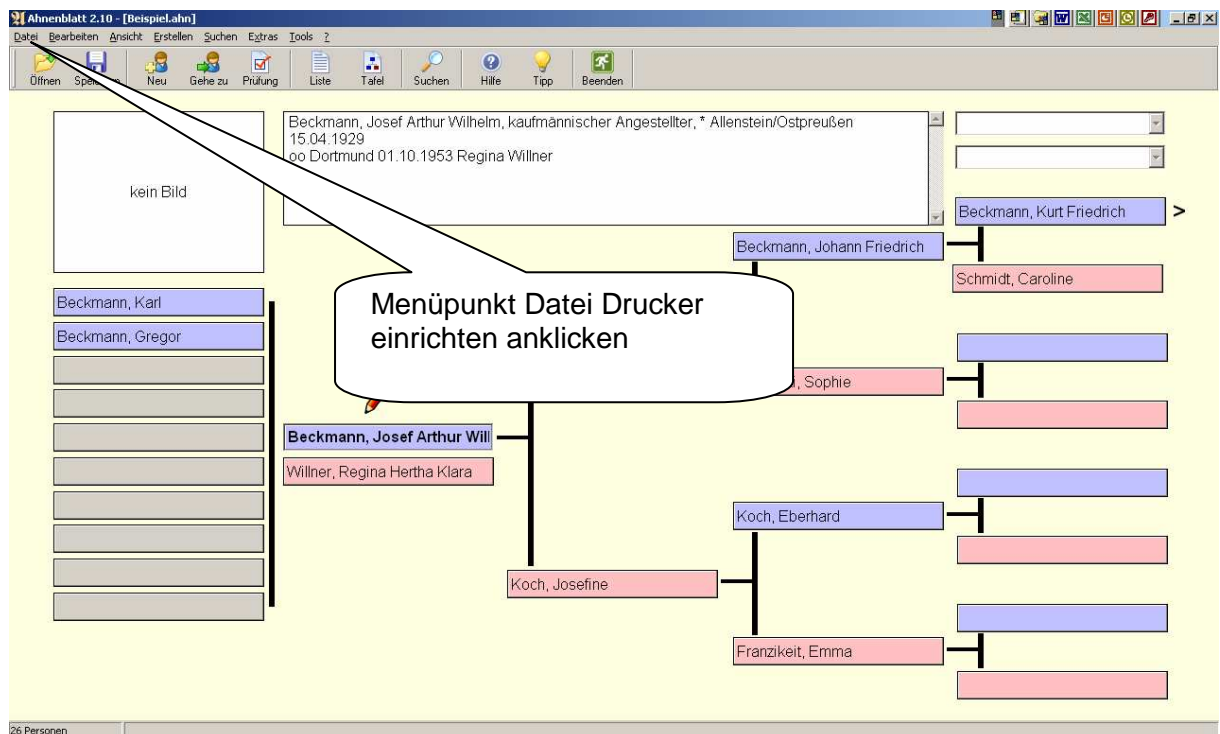 Ahnenblatt 2.10 - [Beispiel.ahn]
Datei Bearbeiten Ansicht Erstellen Suchen Extras Tools ?
Öffnen Neu Gehe zu Prüfung Liste Tafel Suchen Hilfe Tipp Beenden
kein Bild
Beckmann, Josef Arthur Wilhelm, kaufmännischer Angestellter, * Allenstein/Ostpreußen
15.04.1929
oo Dortmund 01.10.1953 Regina Willner
Beckmann, Kurt Friedrich >
Beckmann, Johann Friedrich
Schmidt, Caroline
Menüpunkt Datei Drucker
einrichten anklicken
Beckmann, Karl
Beckmann, Gregor
, Sophie
Beckmann, Josef Arthur Will
Willner, Regina Hertha Klara
Koch, Eberhard
Koch, Josefine
Franzikeit, Emma
26 Personen